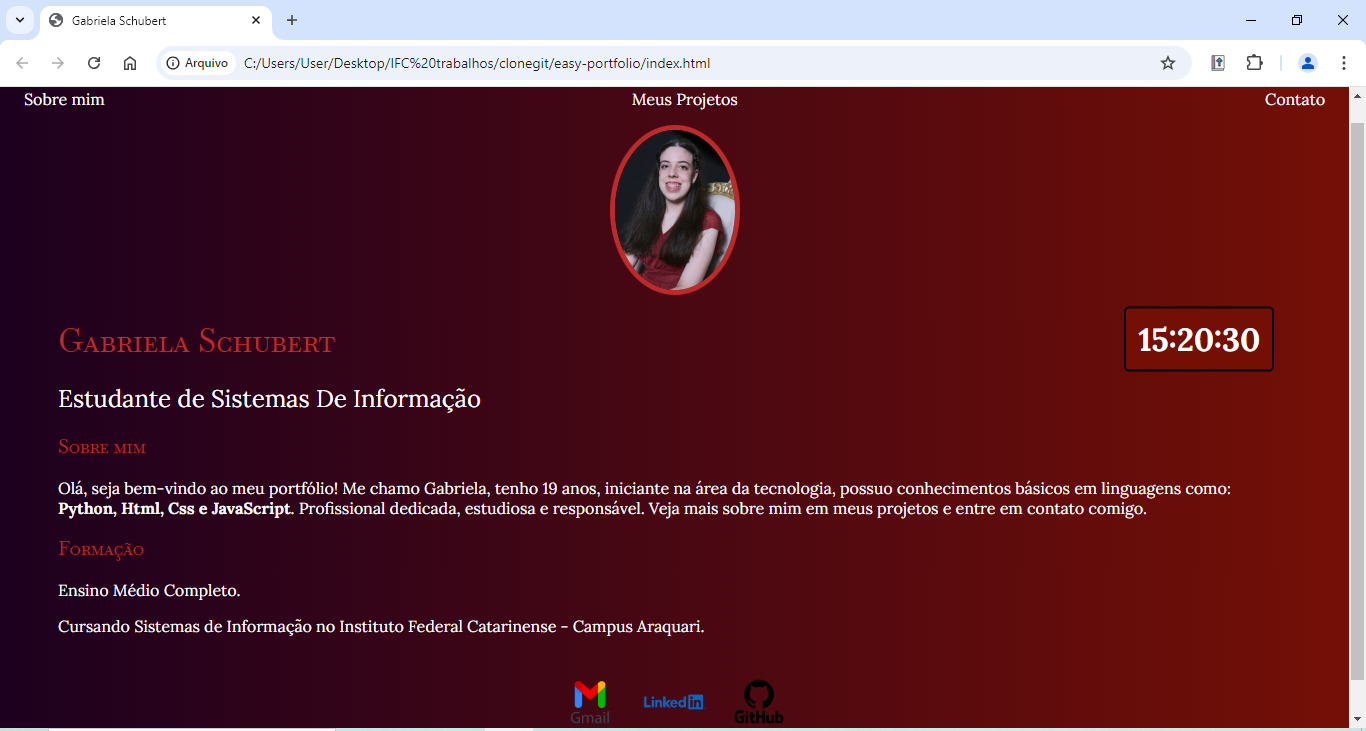 Gabriela Schubert
Arquivo C:/Users/User/Desktop/IFC%20trabalhos/clonegit/easy-portfolio/index.html
Sobre mim Meus Projetos Contato
Gabriela Schubert
15:20:30
Estudante de Sistemas De Informação
Sobre mim
Olá, seja bem-vindo ao meu portfólio! Me chamo Gabriela, tenho 19 anos, iniciante na área da tecnologia, possuo conhecimentos básicos em linguagens como:
Python, Html, Css e JavaScript. Profissional dedicada, estudiosa e responsável. Veja mais sobre mim em meus projetos e entre em contato comigo.
Formação
Ensino Médio Completo.
Cursando Sistemas de Informação no Instituto Federal Catarinense - Campus Araquari.
Gmail LinkedIn GitHub